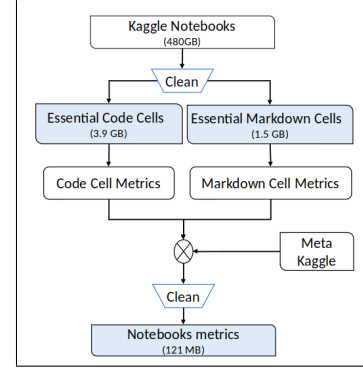 Kaggle Notebooks
(480GB)
Clean
Essential Code Cells
(3.9 GB)
Essential Markdown Cells
(1.5 GB)
Code Cell Metrics
Markdown Cell Metrics
Meta
Kaggle
Clean
Notebooks metrics
(121 MB)